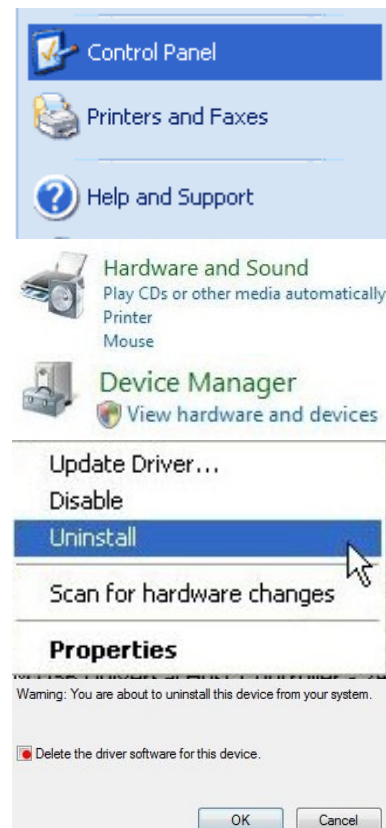 Control Panel
Printers and Faxes
Help and Support
Hardware and Sound
Play CDs or other media automatically
Printer
Mouse
Device Manager
View hardware and devices
Update Driver...
Disable
Uninstall
Scan for hardware changes
Properties
Warning: You are about to uninstall this device from your system.
Delete the driver software for this device.
OK Cancel